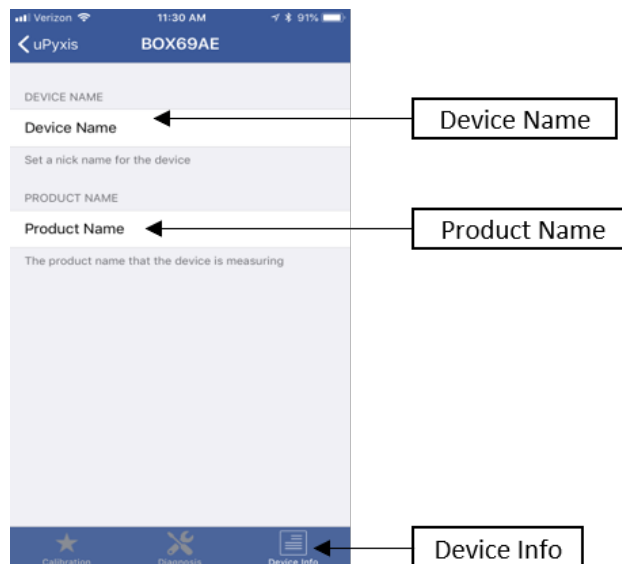 Verizon 11:30 AM 91%
uPyxis BOX69AE
DEVICE NAME
Device Name
Device Name
Set a nick name for the device
PRODUCT NAME
Product Name
Product Name
The product name that the device is measuring
Calibration Diagnosis Device Info
Device Info